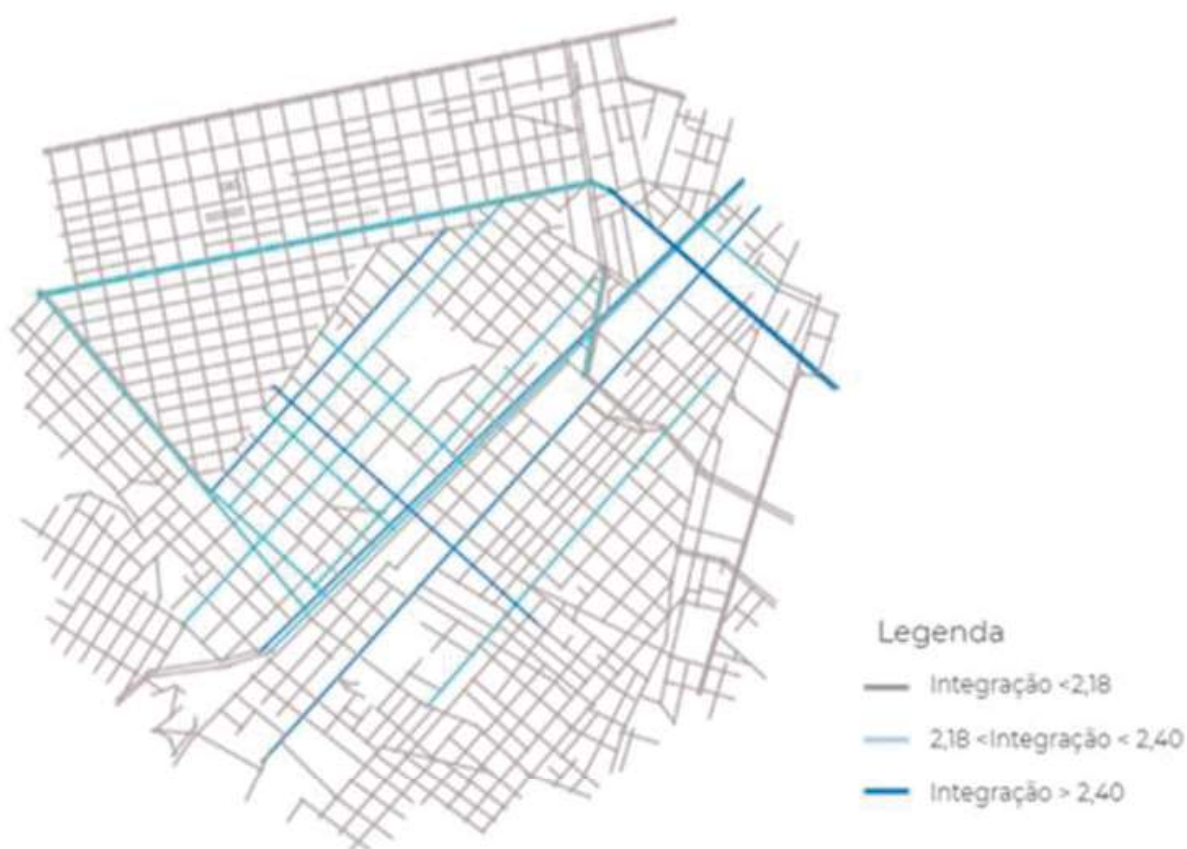 Legenda
Integração <2,18
2,18 <Integração < 2,40
Integração > 2,40